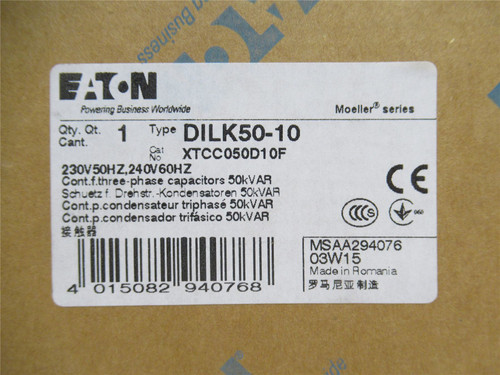 EATON
Powering Business Worldwide
Moeller® series
Qty. Qt. 1 Type DILK50-10
Cant. Cat No XTCC050D10F
230V50HZ,240V60HZ
Cont.f.three-phase capacitors 50kVAR
Schuetz f. Drehstr.-Kondensatoren 50kVAR
Cont.p.condensateur triphasé 50kVAR
Cont.p.condensador trifásico 50kVAR
接触器
CE
CCC S
MSAA294076
03W15
Made in Romania
罗马尼亚制造
4 015082 940768